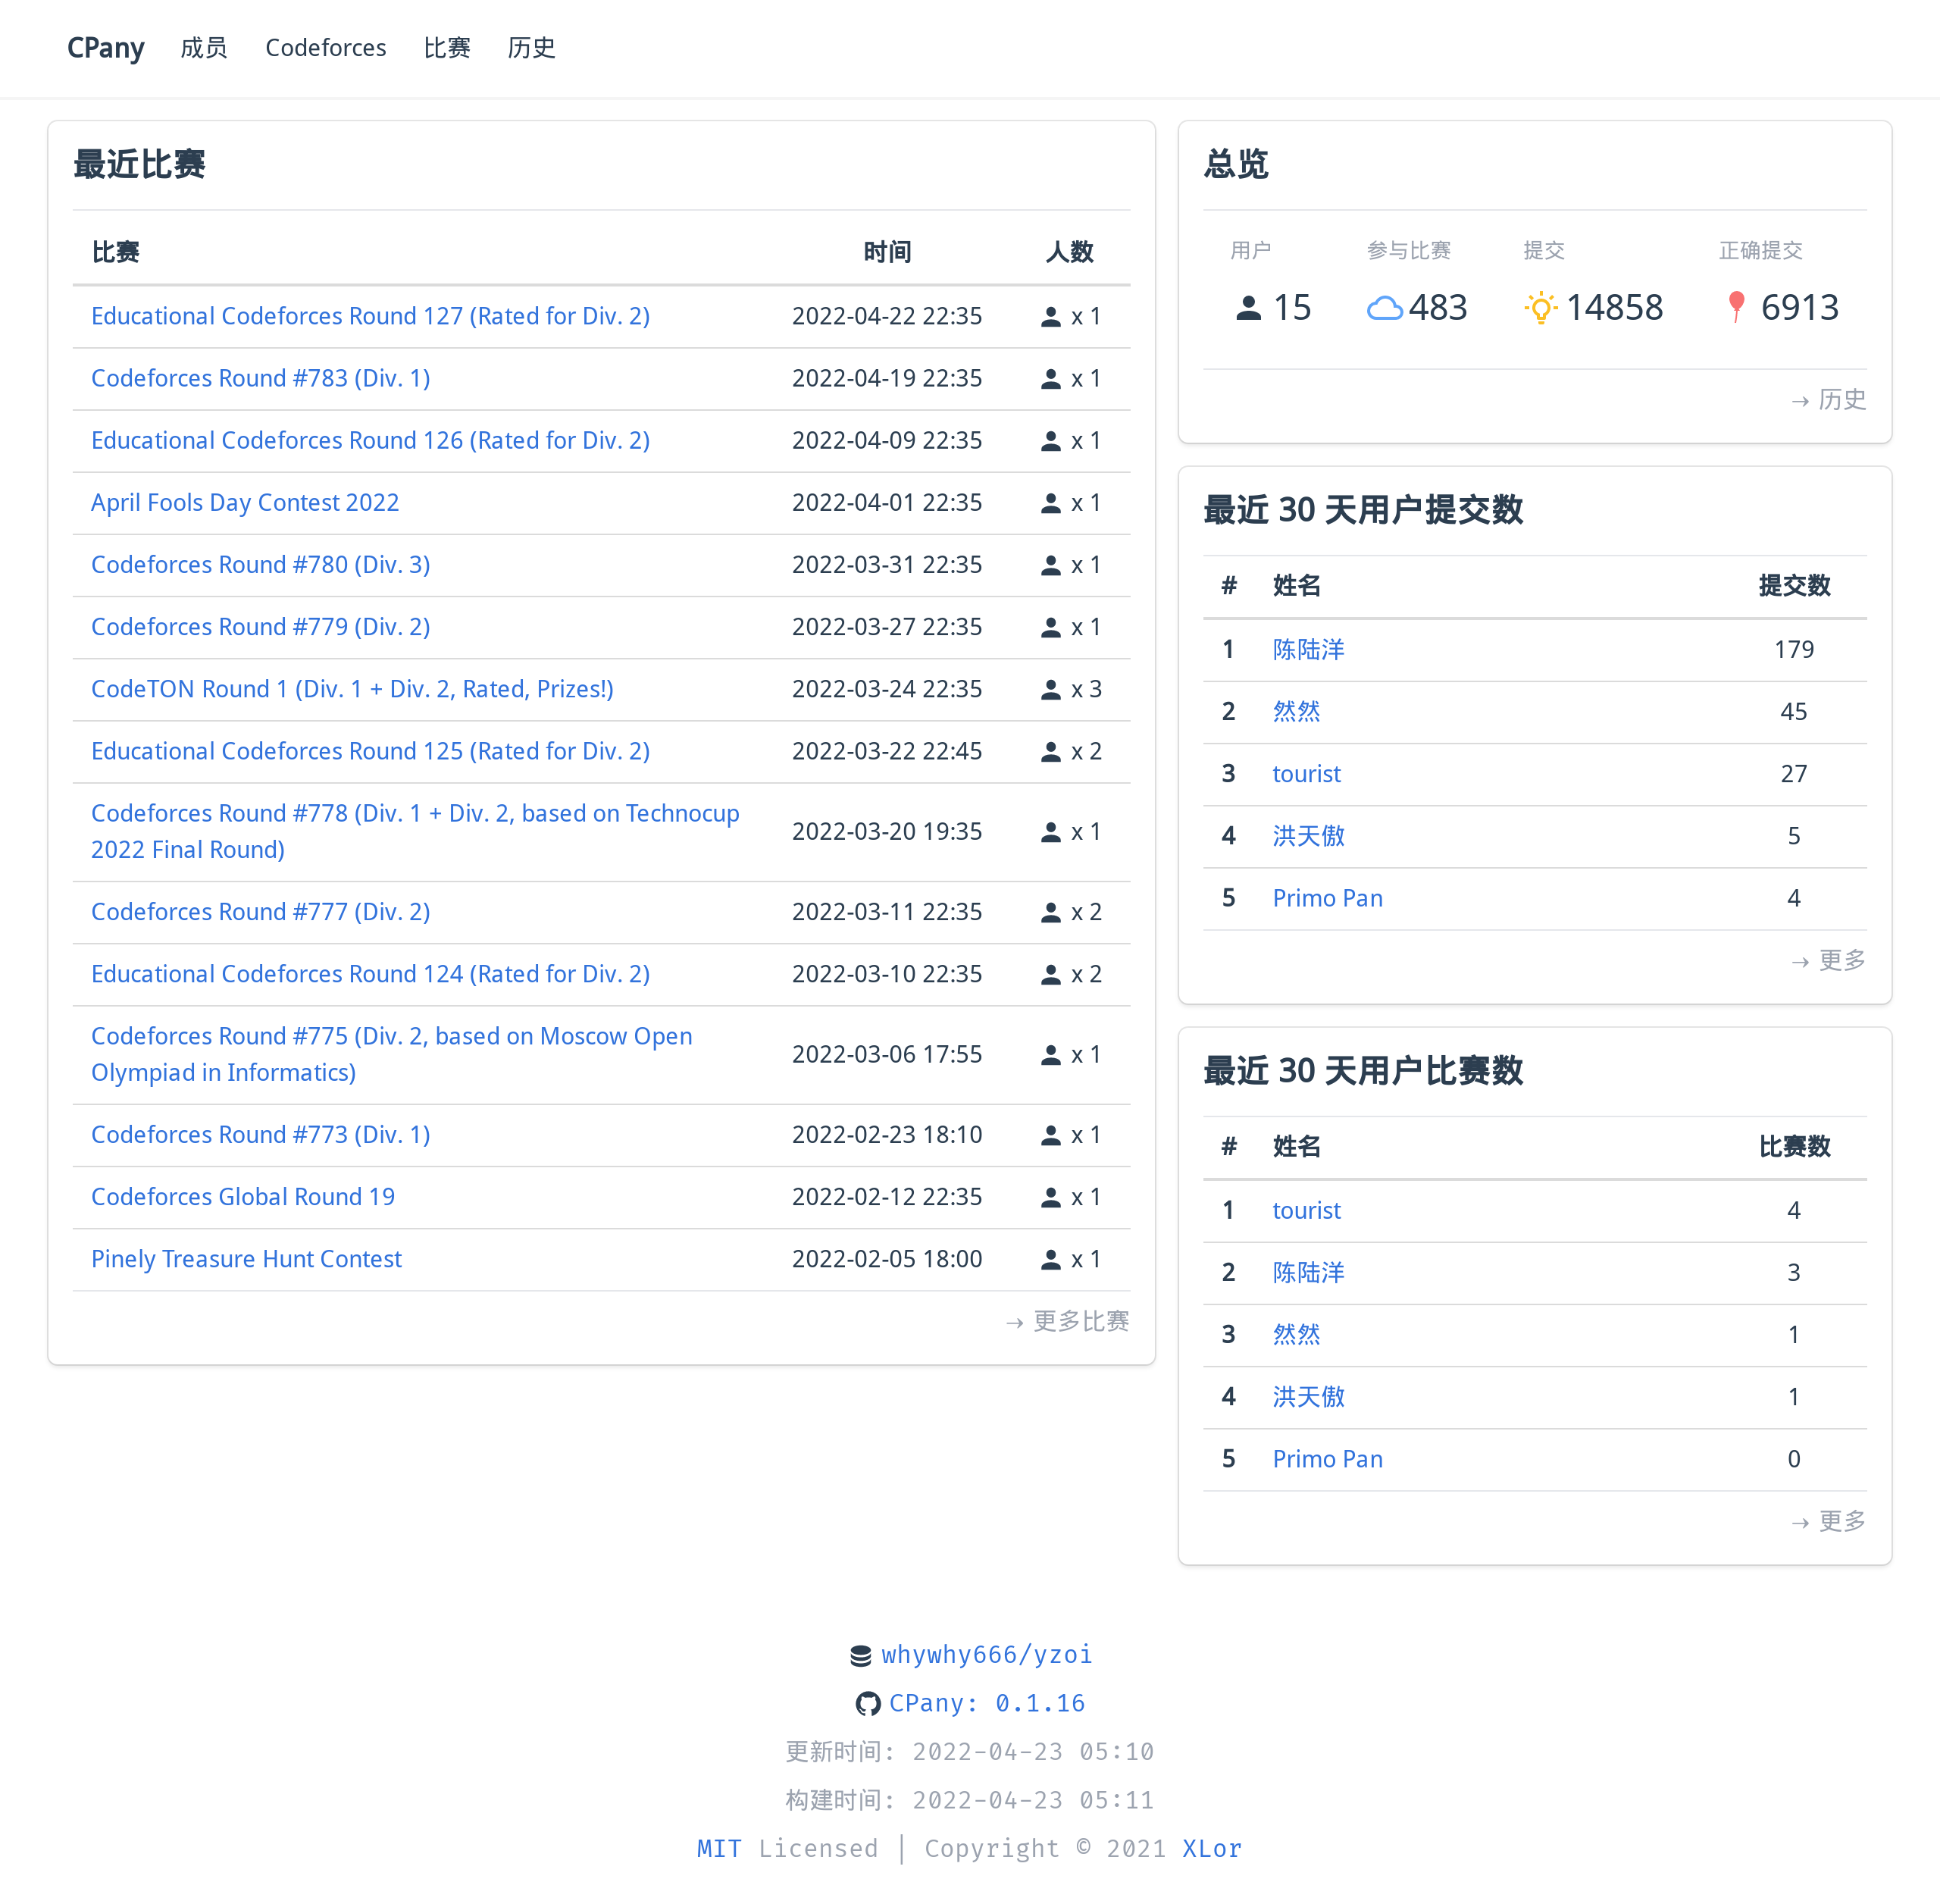 CPany 成员 Codeforces 比赛 历史
最近比赛
比赛 时间 人数
Educational Codeforces Round 127 (Rated for Div. 2) 2022-04-22 22:35 x 1
Codeforces Round #783 (Div. 1) 2022-04-19 22:35 x 1
Educational Codeforces Round 126 (Rated for Div. 2) 2022-04-09 22:35 x 1
April Fools Day Contest 2022 2022-04-01 22:35 x 1
Codeforces Round #780 (Div. 3) 2022-03-31 22:35 x 1
Codeforces Round #779 (Div. 2) 2022-03-27 22:35 x 1
CodeTON Round 1 (Div. 1 + Div. 2, Rated, Prizes!) 2022-03-24 22:35 x 3
Educational Codeforces Round 125 (Rated for Div. 2) 2022-03-22 22:45 x 2
Codeforces Round #778 (Div. 1 + Div. 2, based on Technocup
2022 Final Round) 2022-03-20 19:35 x 1
Codeforces Round #777 (Div. 2) 2022-03-11 22:35 x 2
Educational Codeforces Round 124 (Rated for Div. 2) 2022-03-10 22:35 x 2
Codeforces Round #775 (Div. 2, based on Moscow Open
Olympiad in Informatics) 2022-03-06 17:55 x 1
Codeforces Round #773 (Div. 1) 2022-02-23 18:10 x 1
Codeforces Global Round 19 2022-02-12 22:35 x 1
Pinely Treasure Hunt Contest 2022-02-05 18:00 x 1
→ 更多比赛
总览
用户 参与比赛 提交 正确提交
15 483 14858 6913
→ 历史
最近 30 天用户提交数
# 姓名 提交数
1 陈陆洋 179
2 然然 45
3 tourist 27
4 洪天傲 5
5 Primo Pan 4
→ 更多
最近 30 天用户比赛数
# 姓名 比赛数
1 tourist 4
2 陈陆洋 3
3 然然 1
4 洪天傲 1
5 Primo Pan 0
→ 更多
whywhy666/yzoi
CPany: 0.1.16
更新时间: 2022-04-23 05:10
构建时间: 2022-04-23 05:11
MIT Licensed | Copyright © 2021 XLor